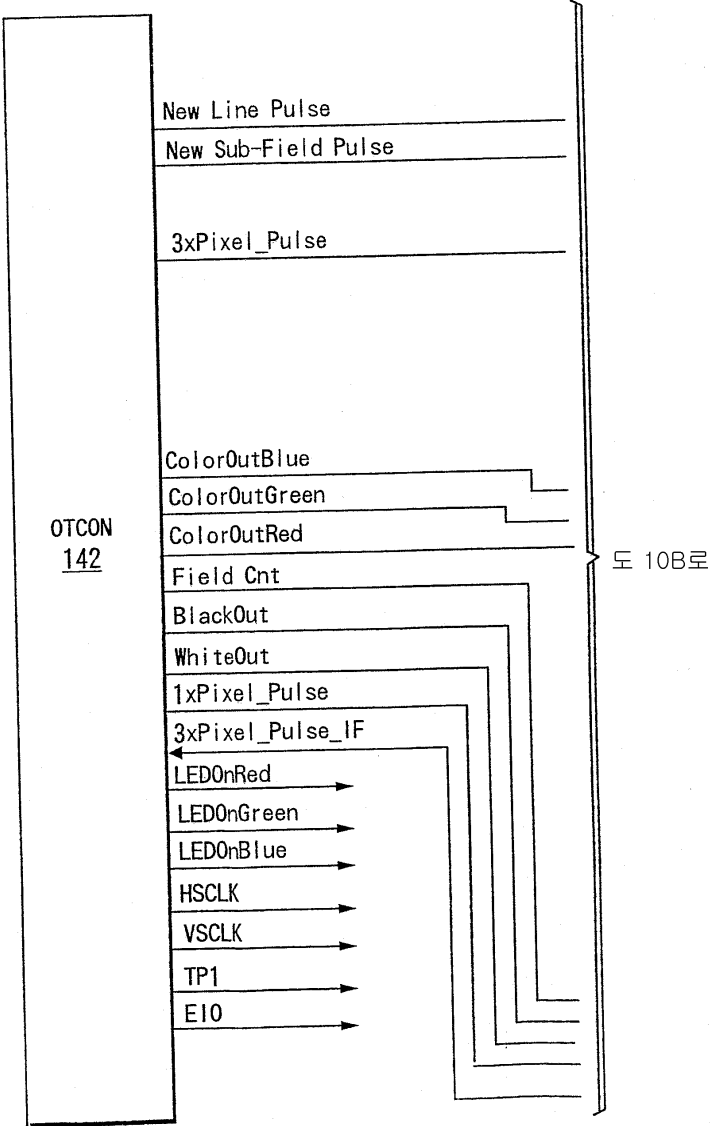 New Line Pulse
New Sub-Field Pulse
3xPixel_Pulse
ColorOutBlue
ColorOutGreen
ColorOutRed
OTCON
142
Field Cnt
도 10B로
BlackOut
WhiteOut
1xPixel_Pulse
3xPixel_Pulse_IF
LEDOnRed
LEDOnGreen
LEDOnBlue
HSCLK
VSCLK
TP1
EIO